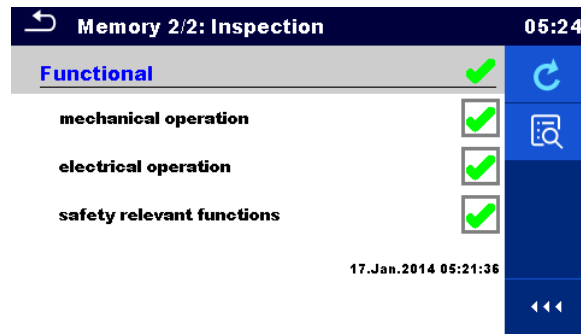 Memory 2/2: Inspection 05:24
Functional
mechanical operation
electrical operation
safety relevant functions
17.Jan.2014 05:21:36